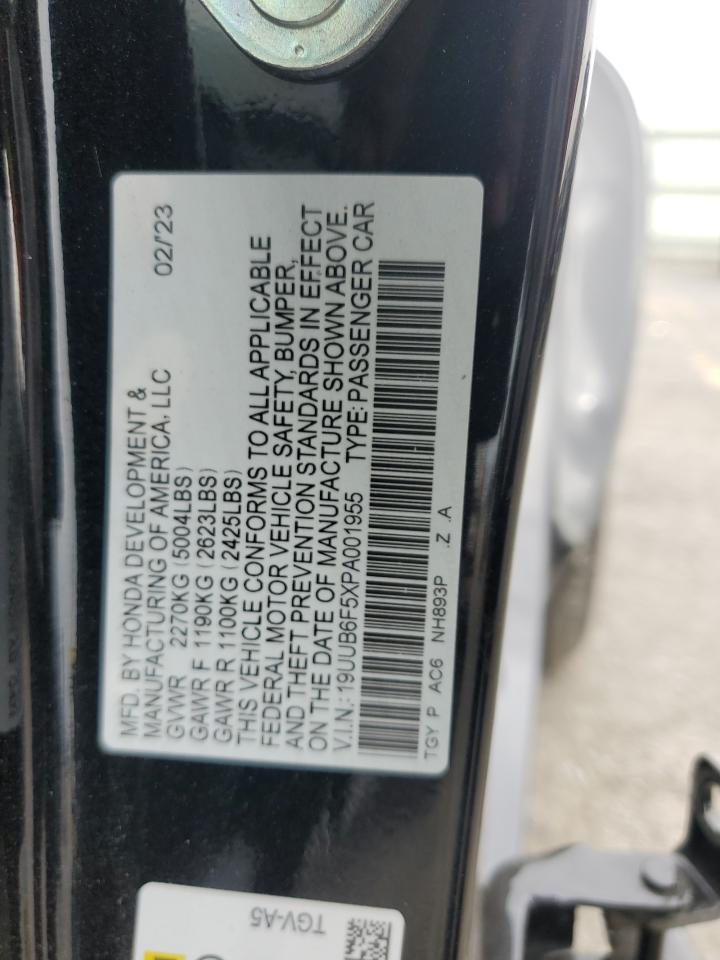 MFD. BY HONDA DEVELOPMENT &
MANUFACTURING OF AMERICA, LLC 02/'23
GVWR 2270KG (5004LBS)
GAWR F 1190KG (2623LBS)
GAWR R 1100KG (2425LBS)
THIS VEHICLE CONFORMS TO ALL APPLICABLE
FEDERAL MOTOR VEHICLE SAFETY, BUMPER,
AND THEFT PREVENTION STANDARDS IN EFFECT
ON THE DATE OF MANUFACTURE SHOWN ABOVE.
V.I.N.: 19UUB6F5XPA001955 TYPE: PASSENGER CAR
TGY P AC6 NH893P .Z .A
TGV-A5